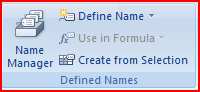 Name
Manager
Define Name
Use in Formula
Create from Selection
Defined Names